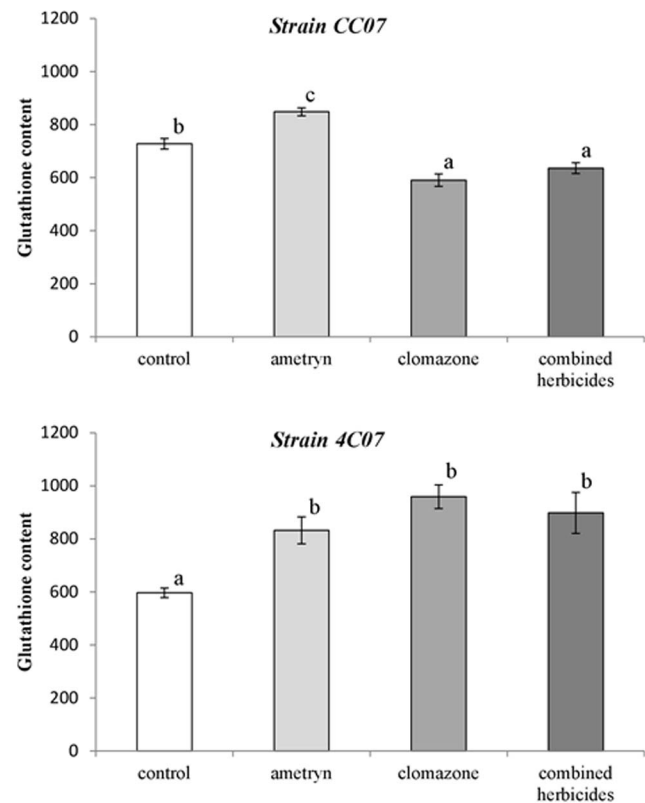 Strain CC07
Glutathione content
1200
1000
800
600
400
200
0
b
c
a
a
control
ametryn
clomazone
combined
herbicides
Strain 4C07
Glutathione content
1200
1000
800
600
400
200
0
a
b
b
b
control
ametryn
clomazone
combined
herbicides